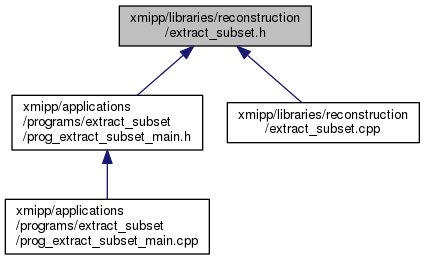 xmipp/libraries/reconstruction
/extract_subset.h
xmipp/applications
/programs/extract_subset
/prog_extract_subset_main.h
xmipp/libraries/reconstruction
/extract_subset.cpp
xmipp/applications
/programs/extract_subset
/prog_extract_subset_main.cpp